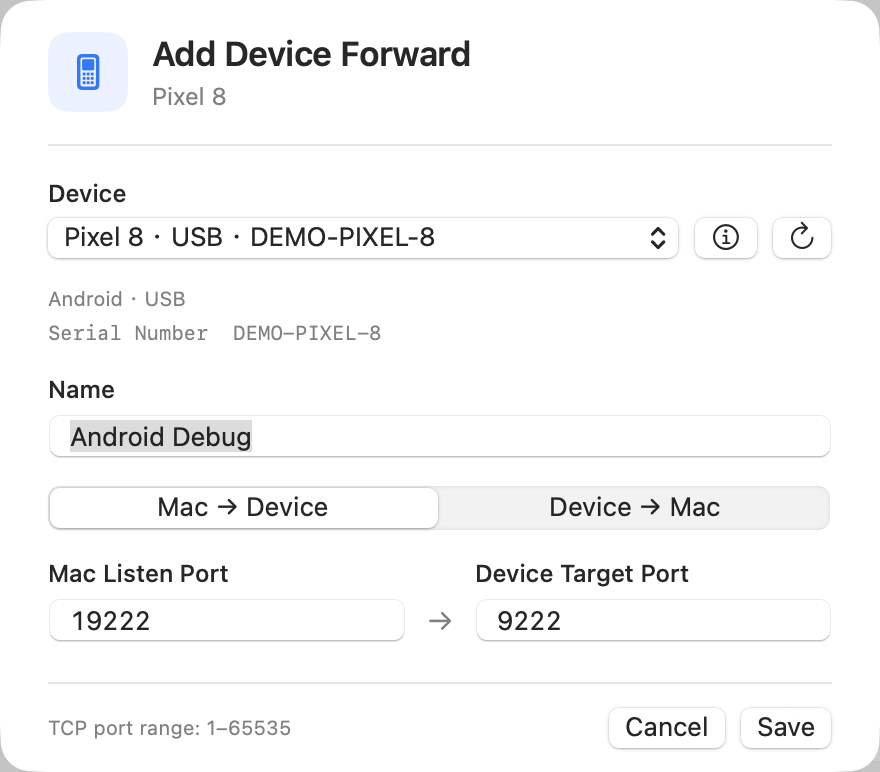 Add Device Forward
Pixel 8
Device
Pixel 8 · USB · DEMO-PIXEL-8
Android · USB
Serial Number DEMO-PIXEL-8
Name
Android Debug
Mac → Device
Device → Mac
Mac Listen Port
Device Target Port
19222
→
9222
TCP port range: 1–65535
Cancel
Save